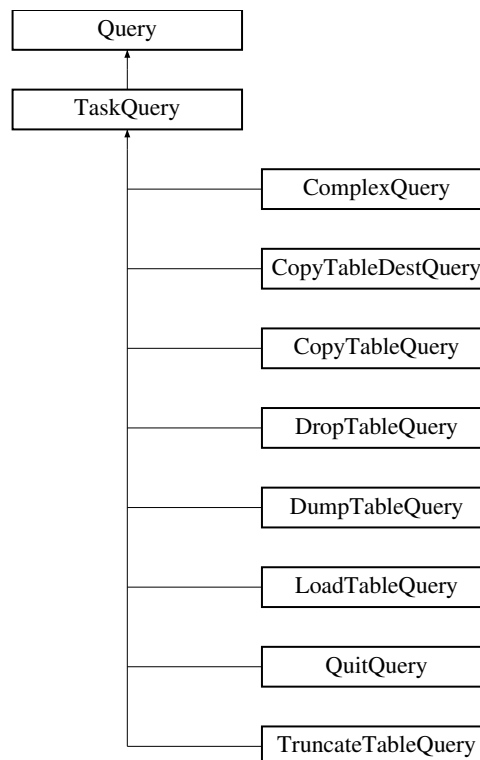 Query
TaskQuery
ComplexQuery
CopyTableDestQuery
CopyTableQuery
DropTableQuery
DumpTableQuery
LoadTableQuery
QuitQuery
TruncateTableQuery